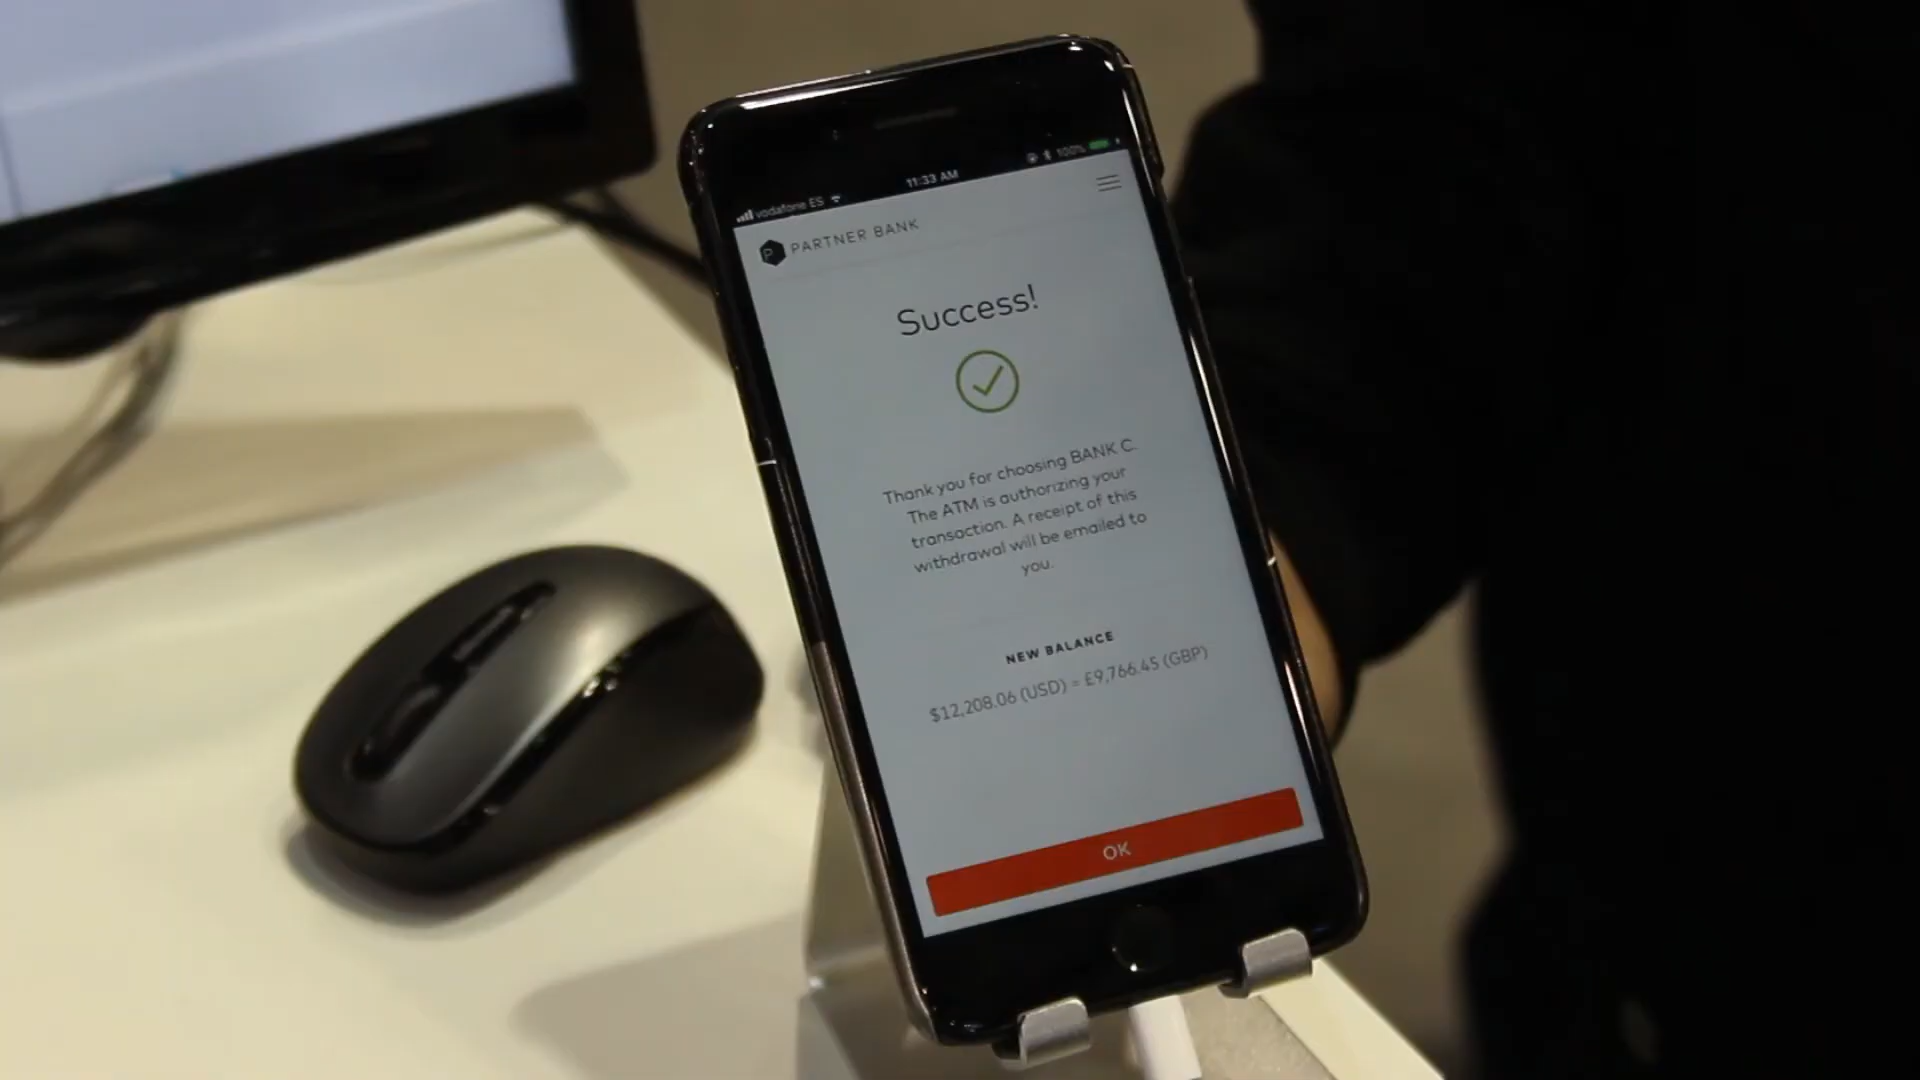 vodafone ES
11:33 AM
100%
P
PARTNER BANK
Success!
Thank you for choosing BANK C.
The ATM is authorizing your
transaction. A receipt of this
withdrawal will be emailed to
you.
NEW BALANCE
$12,208.06 (USD) = £9,766.45 (GBP)
OK